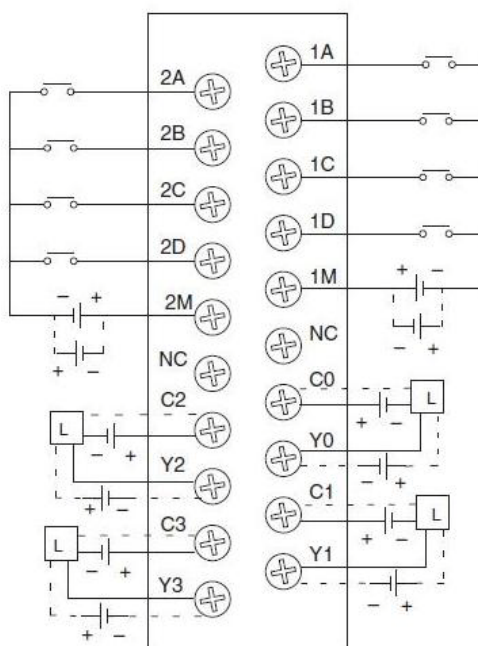 1A
2A
1B
2B
1C
2C
1D
2D
+ -
- +
1M
2M
- +
+ -
NC
NC
C0
L
+ -
C2
L
- +
Y0
- +
Y2
+ -
C1
L
+ -
C3
L
- +
Y1
- +
Y3
+ -